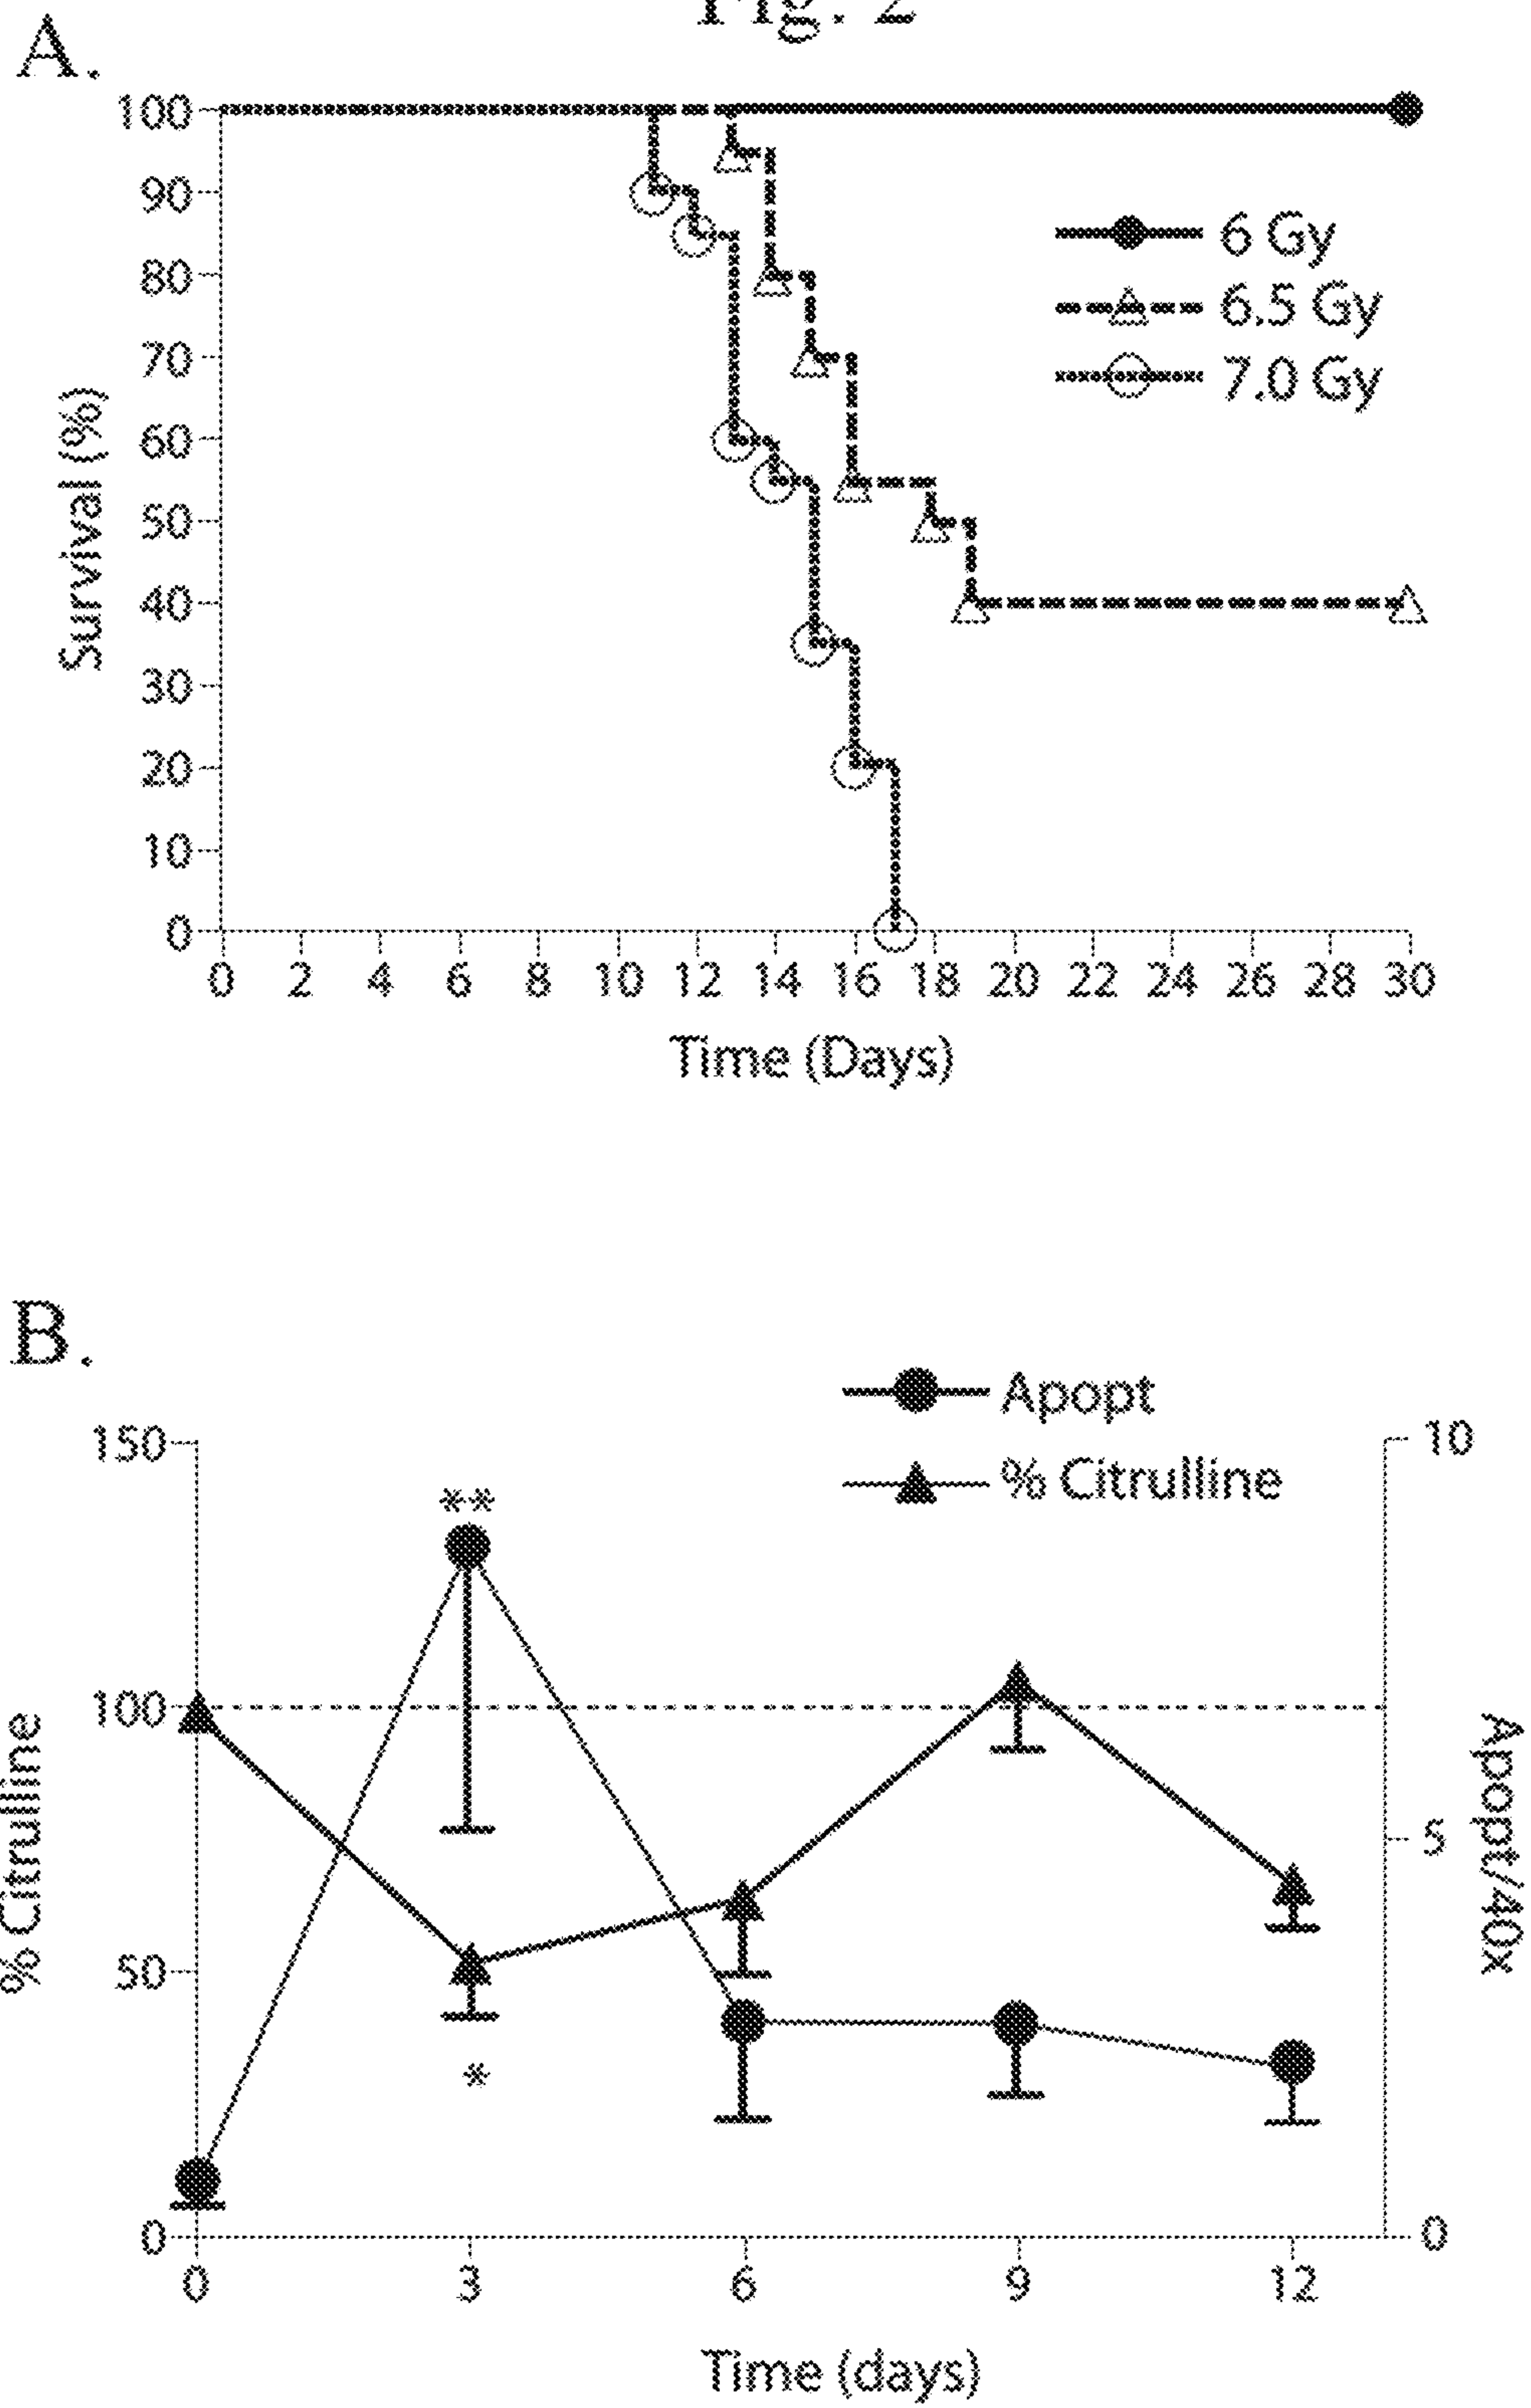 Fig. 2
A.
100
90
80
70
60
50
40
30
20
10
0
Survival (%)
6 Gy
6.5 Gy
7.0 Gy
0 2 4 6 8 10 12 14 16 18 20 22 24 26 28 30
Time (Days)
B.
Apopt
% Citrulline
150
100
50
0
% Citrulline
**
*
10
5
0
Apopt/40x
0 3 6 9 12
Time (days)